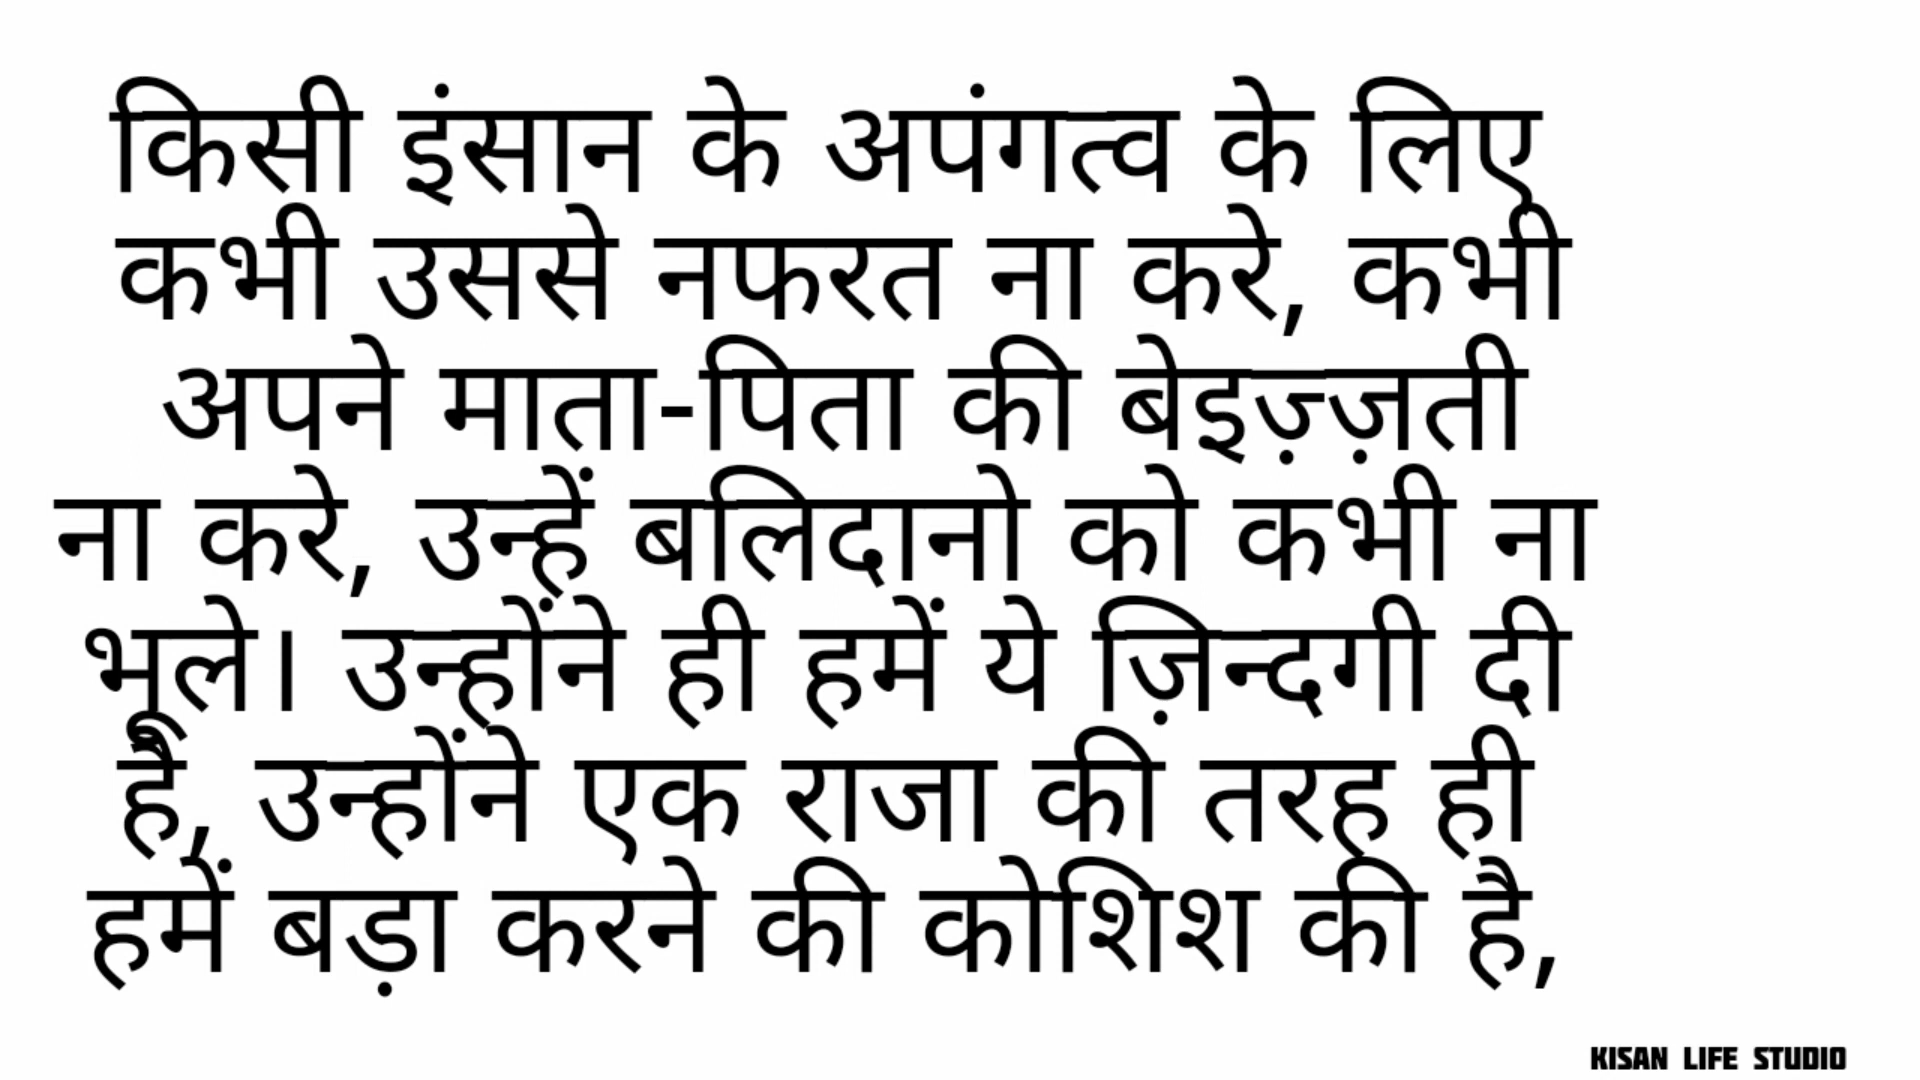 किसी इंसान के अपंगत्व के लिए
कभी उससे नफरत ना करे, कभी
अपने माता-पिता की बेइज़्ज़ती
ना करे, उन्हें बलिदानो को कभी ना
भूले। उन्होंने ही हमें ये ज़िन्दगी दी
है, उन्होंने एक राजा की तरह ही
हमें बड़ा करने की कोशिश की है,
KISAN LIFE STUDIO